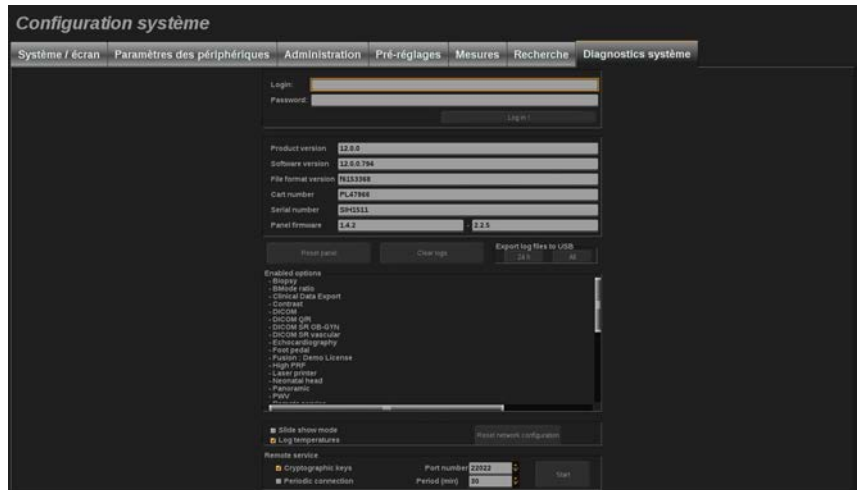 Configuration système
Système / écran Paramètres des périphériques Administration Pré-réglages Mesures Recherche Diagnostics système
Login:
Password:
Log in !
Product version 12.0.0
Software version 12.0.0.794
File format version f6153368
Cart number PL47966
Serial number SIH1511
Panel firmware 1.4.2 - 2.2.5
Export log files to USB
Reset panel Clear logs 24 h All
Enabled options
- Biopsy
- BMode ratio
- Clinical Data Export
- Contrast
- DICOM
- DICOM Q/R
- DICOM SR OB-GYN
- DICOM SR vascular
- Echocardiography
- Foot pedal
- Fusion : Demo License
- High PRF
- Laser printer
- Neonatal head
- Panoramic
- PWV
- Remote service
Slide show mode
Log temperatures
Reset network configuration
Remote service
Cryptographic keys Port number 22022
Start
Periodic connection Period (min) 30